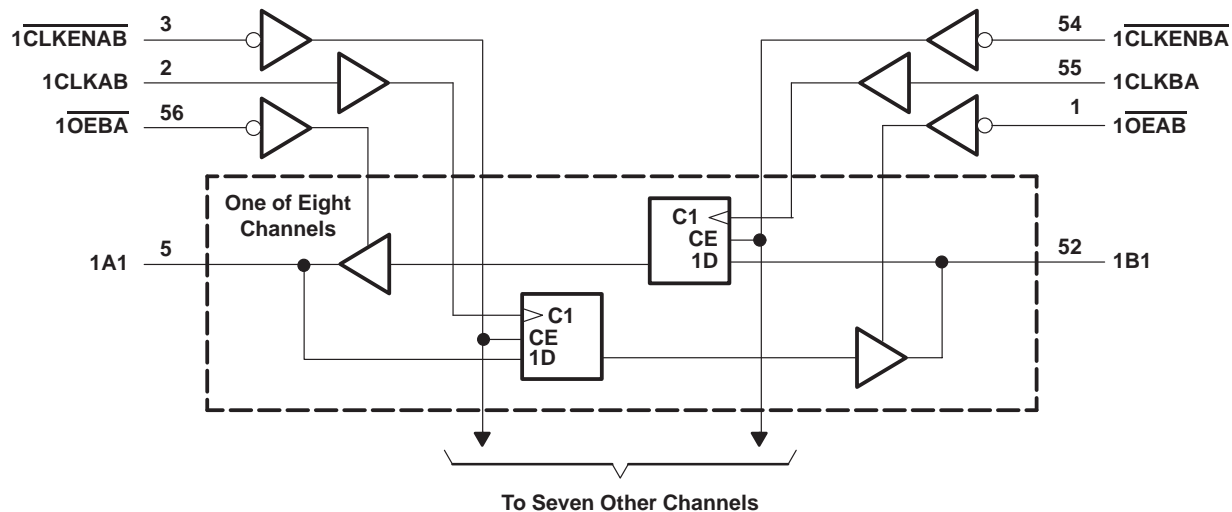 3
1CLKENAB
2
1CLKAB
56
1OEBA
54
1CLKENBA
55
1CLKBA
1
1OEAB
One of Eight
Channels
C1
CE
1D
5
1A1
52
1B1
C1
CE
1D
To Seven Other Channels